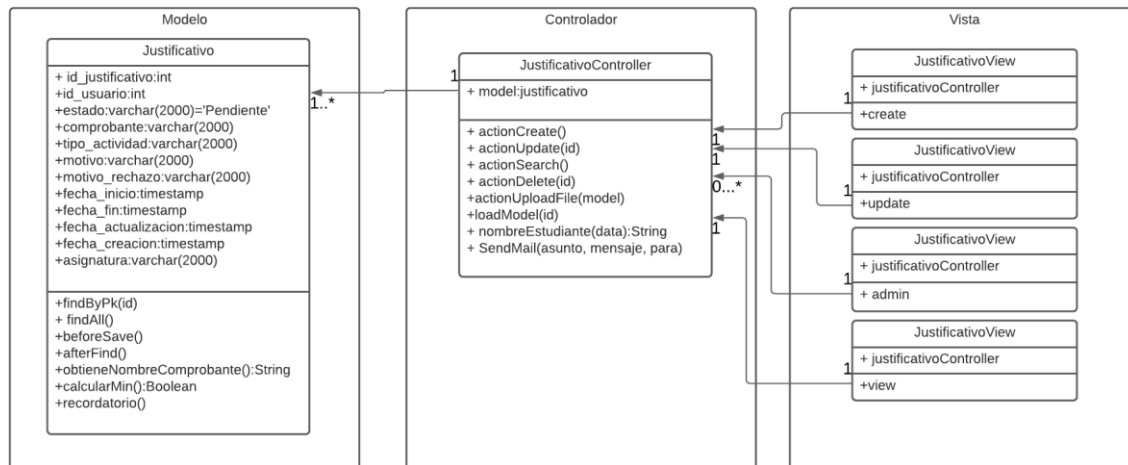 Modelo
Justificativo
+ id_justificativo:int
+id_usuario:int
+estado:varchar(2000)='Pendiente'
+comprobante:varchar(2000)
+tipo_actividad:varchar(2000)
+motivo:varchar(2000)
+motivo_rechazo:varchar(2000)
+fecha_inicio:timestamp
+fecha_fin:timestamp
+fecha_actualizacion:timestamp
+fecha_creacion:timestamp
+asignatura:varchar(2000)
+findByPk(id)
+ findAll()
+beforeSave()
+afterFind()
+obtieneNombreComprobante():String
+calcularMin():Boolean
+recordatorio()
1..*
1
Controlador
JustificativoController
+ model:justificativo
+ actionCreate()
+ actionUpdate(id)
+ actionSearch()
+ actionDelete(id)
+actionUploadFile(model)
+loadModel(id)
+ nombreEstudiante(data):String
+ SendMail(asunto, mensaje, para)
1
1
0...*
1
Vista
JustificativoView
+ justificativoController
+create
1
JustificativoView
+ justificativoController
+update
1
JustificativoView
+ justificativoController
+ admin
1
JustificativoView
+ justificativoController
+view
1